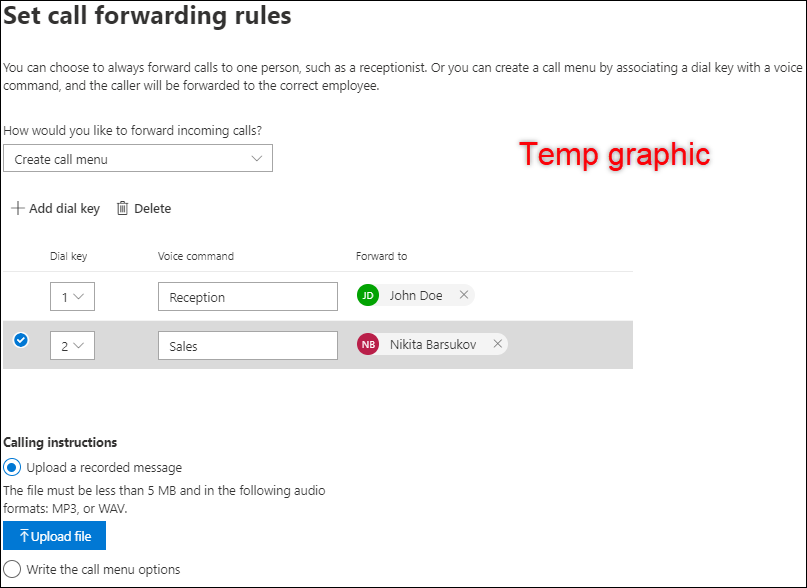 Set call forwarding rules
You can choose to always forward calls to one person, such as a receptionist. Or you can create a call menu by associating a dial key with a voice
command, and the caller will be forwarded to the correct employee.
How would you like to forward incoming calls?
Create call menu
Temp graphic
Add dial key Delete
Dial key Voice command Forward to
1 Reception JD John Doe
2 Sales NB Nikita Barsukov
Calling instructions
Upload a recorded message
The file must be less than 5 MB and in the following audio
formats: MP3, or WAV.
Upload file
Write the call menu options